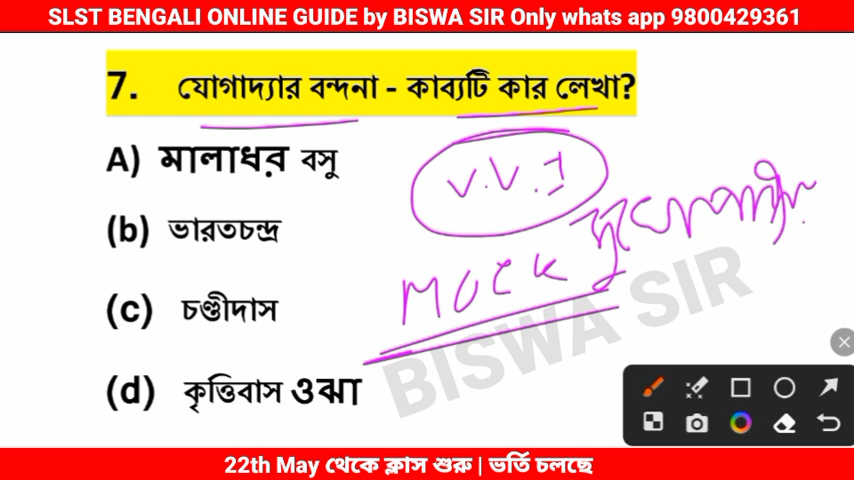 SLST BENGALI ONLINE GUIDE by BISWA SIR Only whats app 9800429361
7. যোগাদ্যার বন্দনা - কাব্যটি কার লেখা?
A) মালাধর বসু
V.V.I
(b) ভারতচন্দ্র
MOCK
(c) চণ্ডীদাস
BISWA SIR
(d) কৃত্তিবাস ওঝা
22th May থেকে ক্লাস শুরু | ভর্তি চলছে